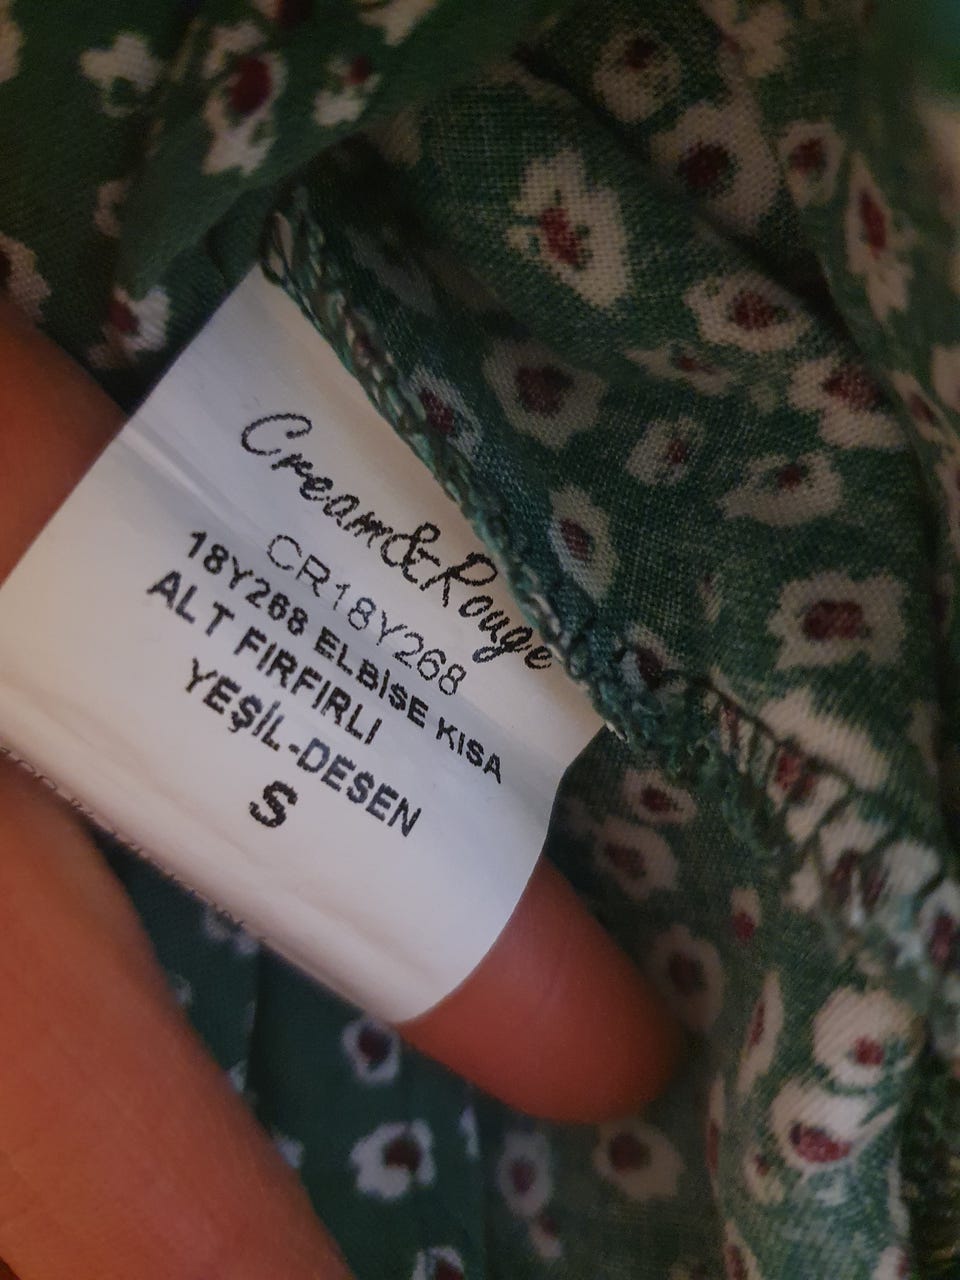 Cream&Rouge
CR18Y268
18Y268 ELBİSE KISA
ALT FIRFIRLI
YEŞİL-DESEN
S